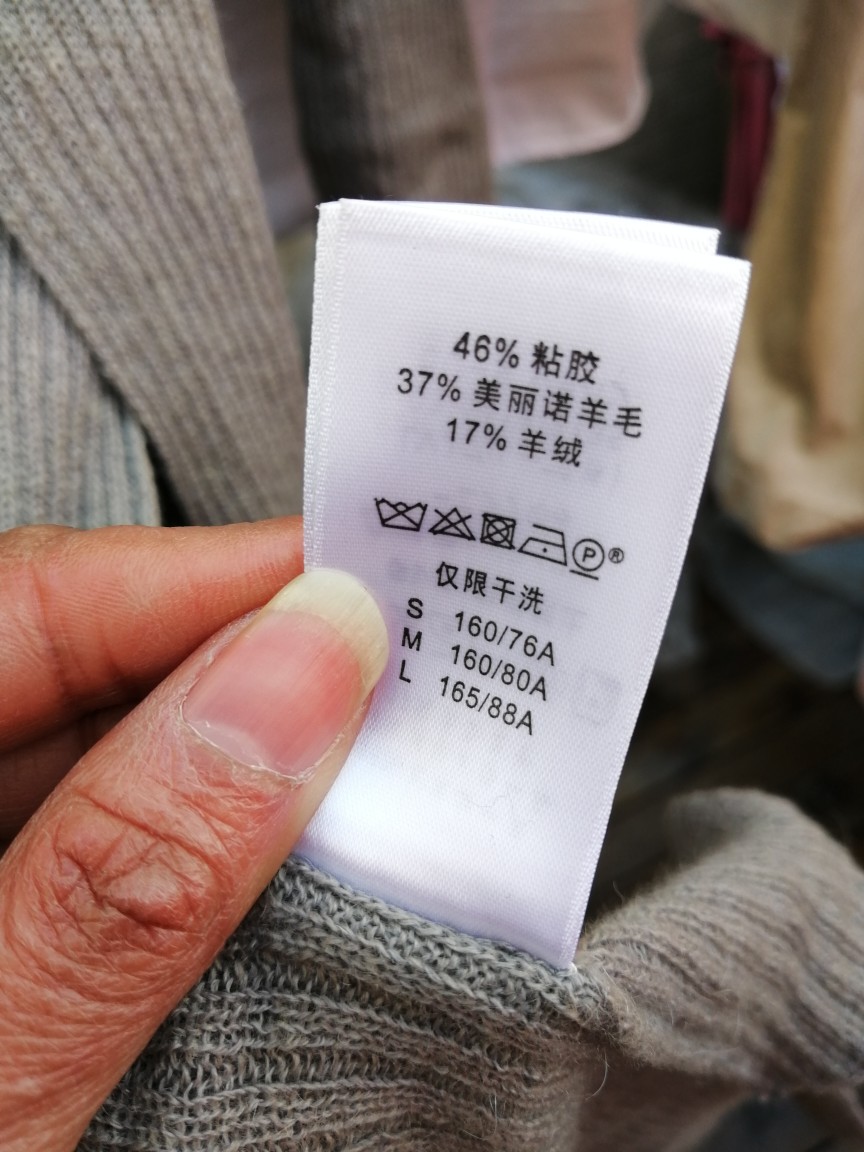 46% 粘胶
37% 美丽诺羊毛
17% 羊绒
P®
仅限干洗
S 160/76A
M 160/80A
L 165/88A